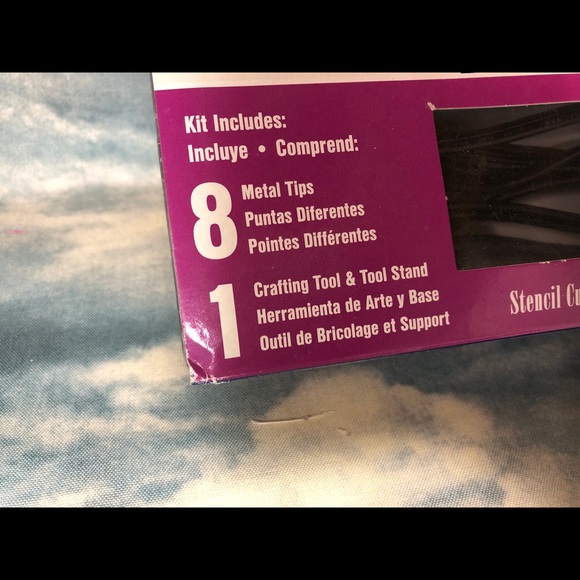 Kit Includes:
Incluye • Comprend:
8
Metal Tips
Puntas Diferentes
Pointes Différentes
1
Crafting Tool & Tool Stand
Herramienta de Arte y Base
Outil de Bricolage et Support
Stencil